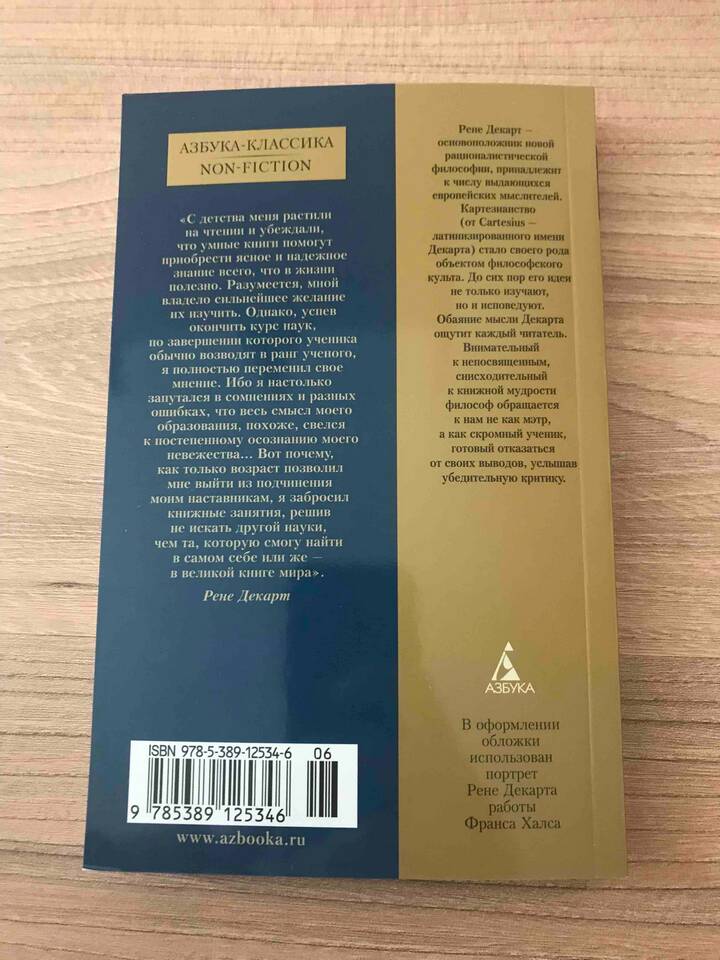 АЗБУКА-КЛАССИКА
NON-FICTION
«С детства меня растили
на чтении и убеждали,
что умные книги помогут
приобрести ясное и надежное
знание всего, что в жизни
полезно. Разумеется, мной
владело сильнейшее желание
их изучить. Однако, успев
окончить курс наук,
по завершении которого ученика
обычно возводят в ранг ученого,
я полностью переменил свое
мнение. Ибо я настолько
запутался в сомнениях и разных
ошибках, что весь смысл моего
образования, похоже, свелся
к постепенному осознанию моего
невежества... Вот почему,
как только возраст позволил
мне выйти из подчинения
моим наставникам, я забросил
книжные занятия, решив
не искать другой науки,
чем та, которую смогу найти
в самом себе или же –
в великой книге мира».
Рене Декарт
ISBN 978-5-389-12534-6
06
9 785389 125346
www.azbooka.ru
Рене Декарт –
основоположник новой
рационалистической
философии, принадлежит
к числу выдающихся
европейских мыслителей.
Картезианство
(от Cartesius –
латинизированного имени
Декарта) стало своего рода
объектом философского
культа. До сих пор его идеи
не только изучают,
но и исповедуют.
Обаяние мысли Декарта
ощутит каждый читатель.
Внимательный
к непосвященным,
снисходительный
к книжной мудрости
философ обращается
к нам не как мэтр,
а как скромный ученик,
готовый отказаться
от своих выводов, услышав
убедительную критику.
АЗБУКА
В оформлении
обложки
использован
портрет
Рене Декарта
работы
Франса Халса